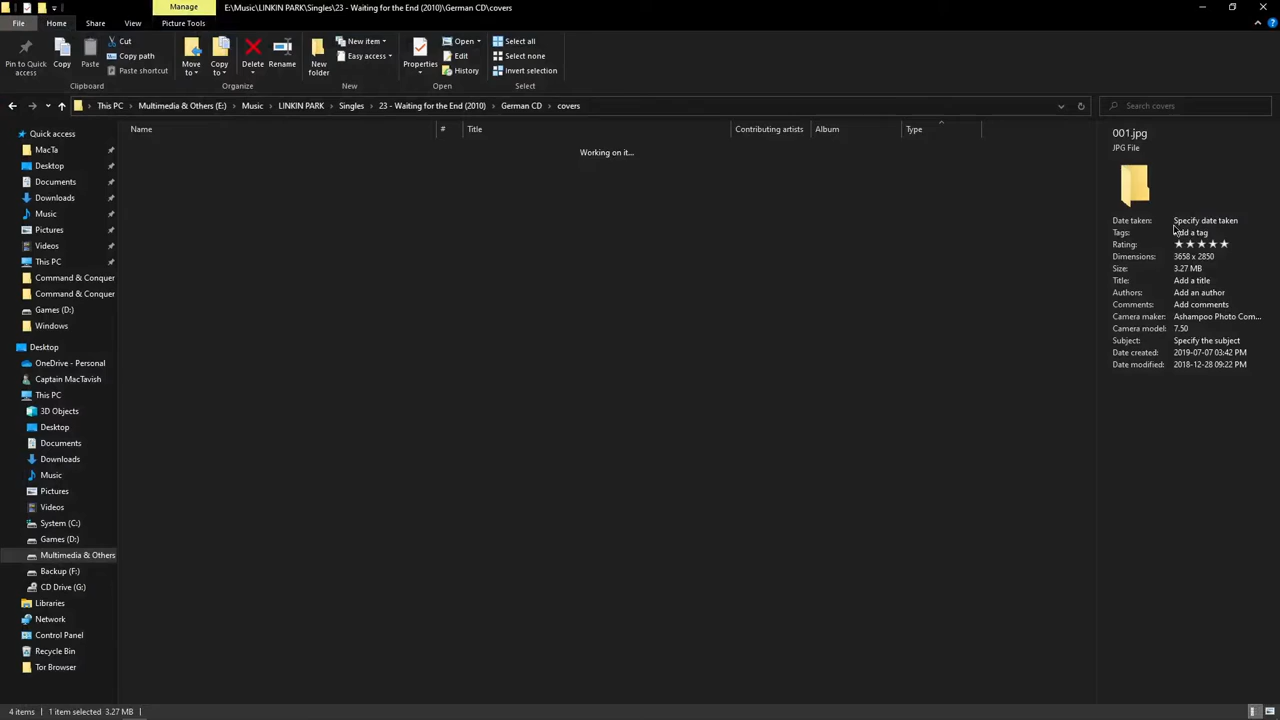 Manage
E:\Music\LINKIN PARK\Singles\23 - Waiting for the End (2010)\German CD\covers
File
Home
Share
View
Picture Tools
Pin to Quick access
Copy
Paste
Cut
Copy path
Paste shortcut
Clipboard
Move to
Copy to
Delete
Rename
Organize
New folder
New item
Easy access
New
Properties
Open
Edit
History
Open
Select all
Select none
Invert selection
Select
This PC
Multimedia & Others (E:)
Music
LINKIN PARK
Singles
23 - Waiting for the End (2010)
German CD
covers
Search covers
Quick access
MacTa
Desktop
Documents
Downloads
Music
Pictures
Videos
This PC
Command & Conquer
Command & Conquer
Games (D:)
Windows
Desktop
OneDrive - Personal
Captain MacTavish
This PC
3D Objects
Desktop
Documents
Downloads
Music
Pictures
Videos
System (C:)
Games (D:)
Multimedia & Others
Backup (F:)
CD Drive (G:)
Libraries
Network
Control Panel
Recycle Bin
Tor Browser
Name
#
Title
Contributing artists
Album
Type
Working on it...
001.jpg
JPG File
Date taken: Specify date taken
Tags: Add a tag
Rating:
Dimensions: 3658 x 2850
Size: 3.27 MB
Title: Add a title
Authors: Add an author
Comments: Add comments
Camera maker: Ashampoo Photo Com...
Camera model: 7.50
Subject: Specify the subject
Date created: 2019-07-07 03:42 PM
Date modified: 2018-12-28 09:22 PM
4 items
1 item selected 3.27 MB